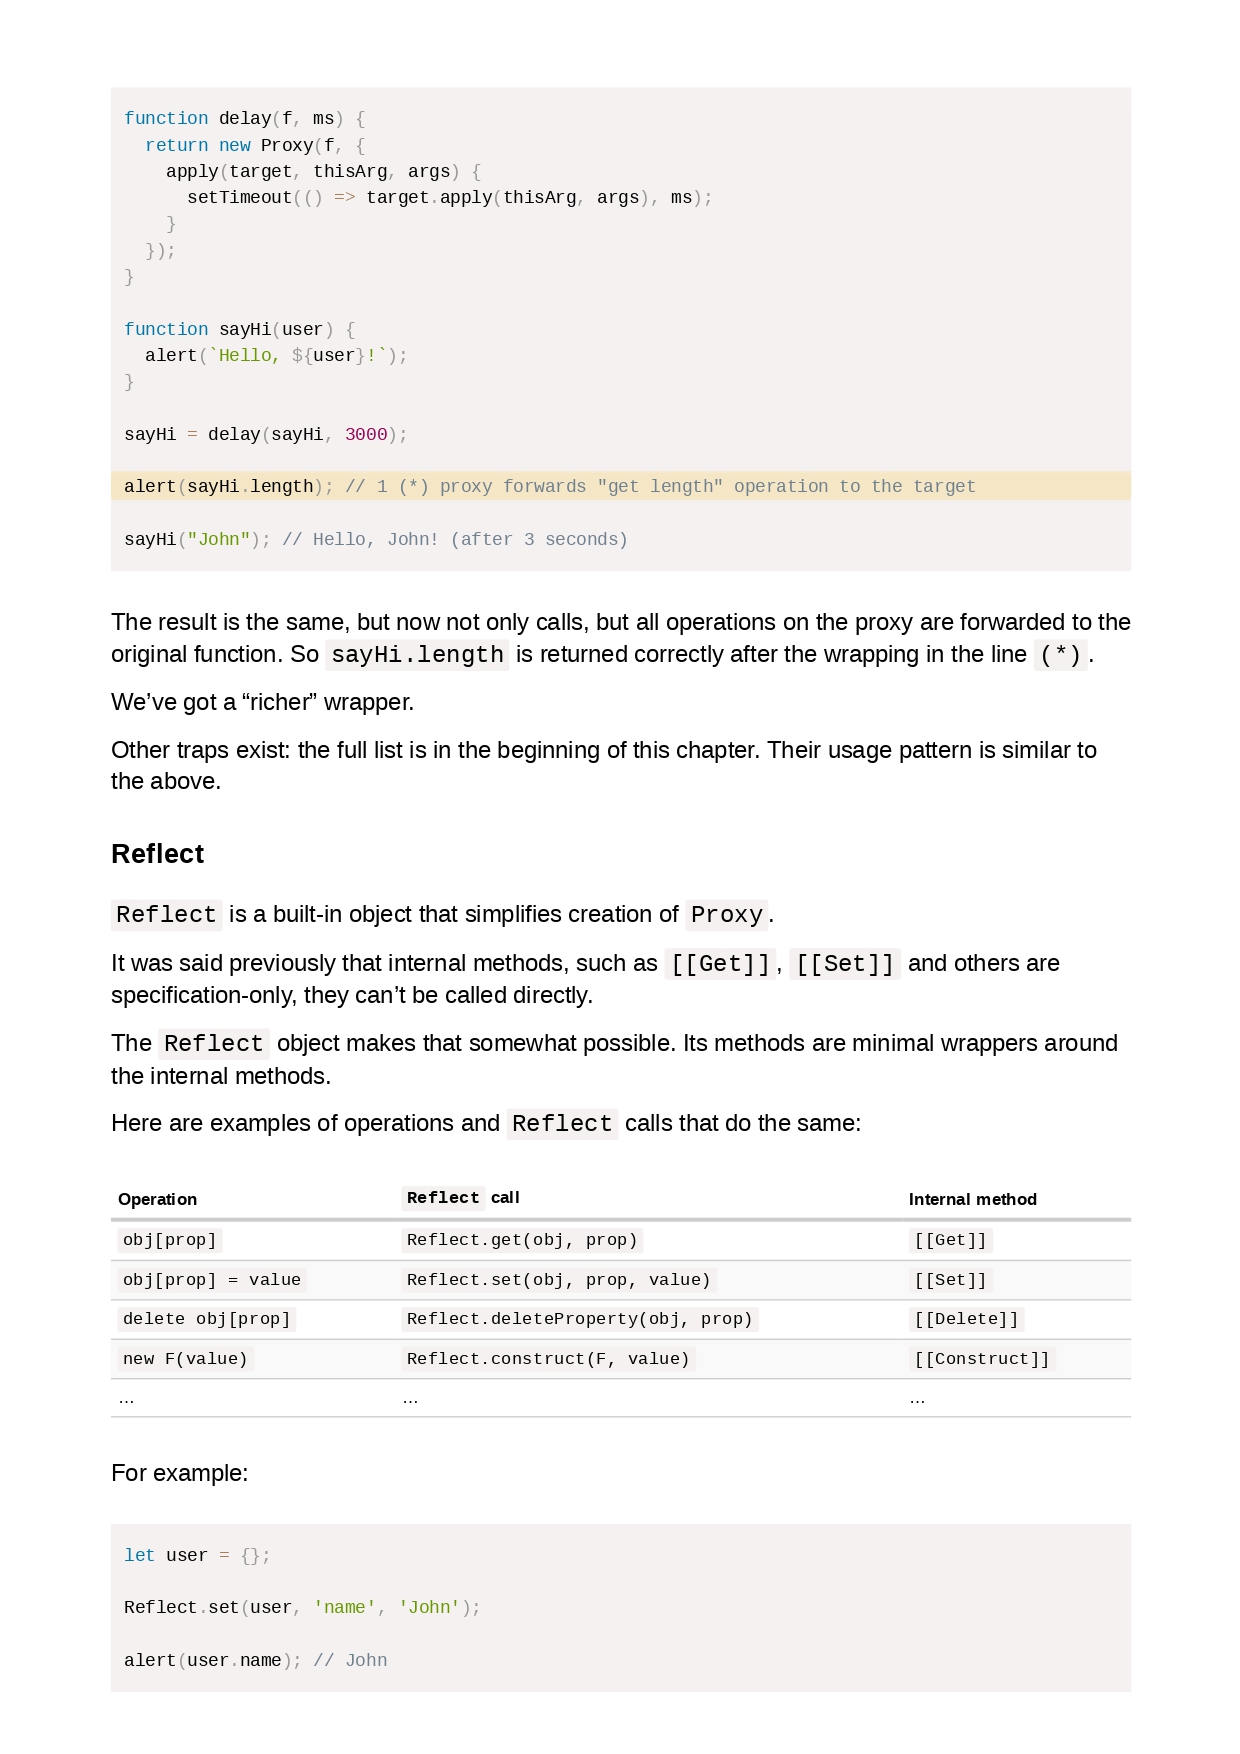 function delay(f, ms) {
  return new Proxy(f, {
    apply(target, thisArg, args) {
      setTimeout(() => target.apply(thisArg, args), ms);
    }
  });
}
function sayHi(user) {
  alert(`Hello, ${user}!`);
}
sayHi = delay(sayHi, 3000);
alert(sayHi.length); // 1 (*) proxy forwards "get length" operation to the target
sayHi("John"); // Hello, John! (after 3 seconds)
The result is the same, but now not only calls, but all operations on the proxy are forwarded to the
original function. So sayHi.length is returned correctly after the wrapping in the line (*).
We’ve got a “richer” wrapper.
Other traps exist: the full list is in the beginning of this chapter. Their usage pattern is similar to
the above.
Reflect
Reflect is a built-in object that simplifies creation of Proxy.
It was said previously that internal methods, such as [[Get]], [[Set]] and others are
specification-only, they can’t be called directly.
The Reflect object makes that somewhat possible. Its methods are minimal wrappers around
the internal methods.
Here are examples of operations and Reflect calls that do the same:
Operation Reflect call Internal method
obj[prop] Reflect.get(obj, prop) [[Get]]
obj[prop] = value Reflect.set(obj, prop, value) [[Set]]
delete obj[prop] Reflect.deleteProperty(obj, prop) [[Delete]]
new F(value) Reflect.construct(F, value) [[Construct]]
… … …
For example:
let user = {};
Reflect.set(user, 'name', 'John');
alert(user.name); // John